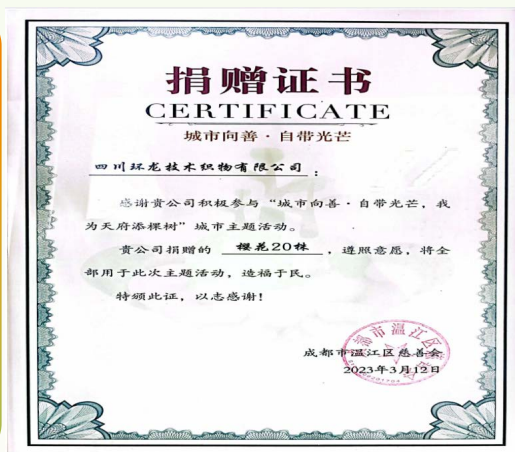 捐赠证书
CERTIFICATE
城市向善·自带光芒
四川环龙技术织物有限公司：
感谢贵公司积极参与“城市向善·自带光芒，我
为天府添棵树”城市主题活动。
贵公司捐赠的 樱花20株 ，遵照意愿，将全
部用于此次主题活动，造福于民。
特颁此证，以志感谢！
成都市温江区慈善会
2023年3月12日